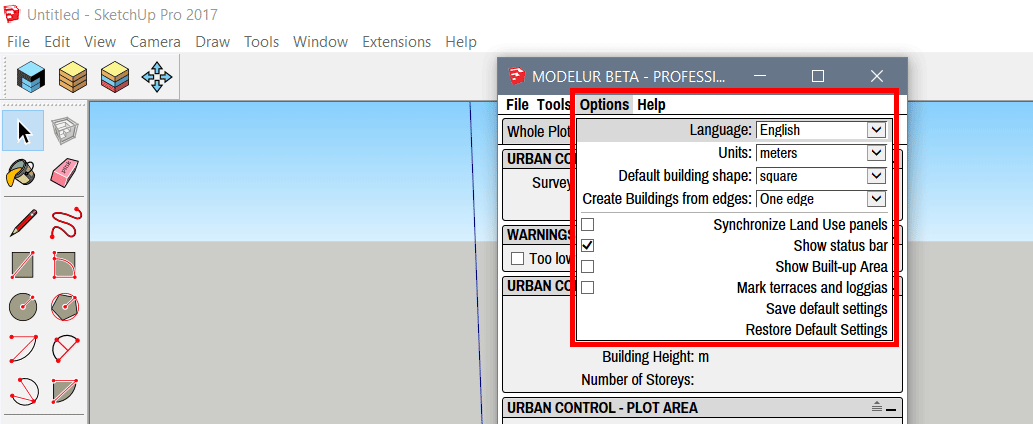 Untitled - SketchUp Pro 2017
File Edit View Camera Draw Tools Window Extensions Help
MODELUR BETA - PROFESSI...
File Tools Options Help
Whole Plot
Language: English
URBAN CON
Units: meters
Default building shape: square
Survey
Create Buildings from edges: One edge
Synchronize Land Use panels
WARNINGS
Show status bar
Too low
Show Built-up Area
URBAN CON
Mark terraces and loggias
Save default settings
Restore Default Settings
Building Height: m
Number of Storeys:
URBAN CONTROL - PLOT AREA